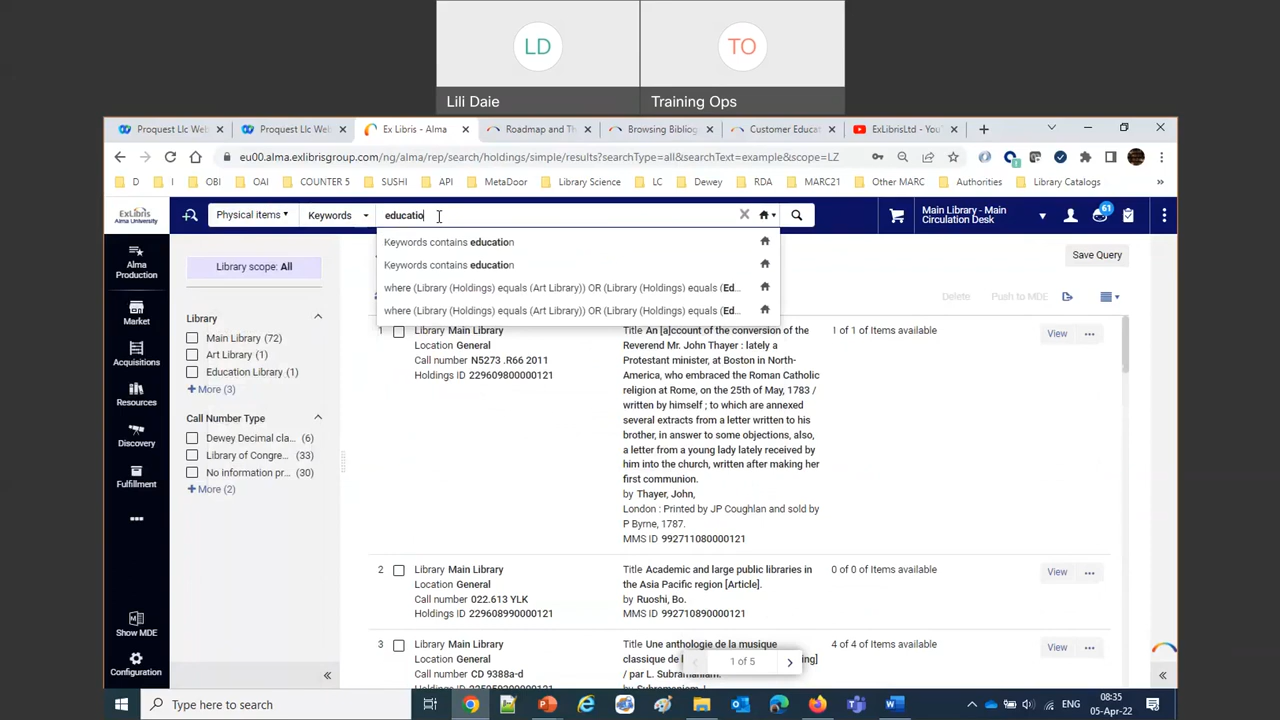 LD
TO
Lili Daie
Training Ops
Proquest Llc Web
Proquest Llc Web
Ex Libris - Alma
Roadmap and Th
Browsing Bibliog
Customer Educat
ExLibrisLtd - You
eu00.alma.exlibrisgroup.com/ng/alma/rep/search/holdings/simple/results?searchType=all&searchText=example&scope=LZ
D
I
OBI
OAI
COUNTER 5
SUSHI
API
MetaDoor
Library Science
LC
Dewey
RDA
MARC21
Other MARC
Authorities
Library Catalogs
»
ExLibris
Alma University
Physical items
Keywords
educatio
Main Library - Main
Circulation Desk
61
Keywords contains education
Keywords contains education
where (Library (Holdings) equals (Art Library)) OR (Library (Holdings) equals (Ed...
where (Library (Holdings) equals (Art Library)) OR (Library (Holdings) equals (Ed...
Save Query
Delete
Push to MDE
Alma
Production
Market
Acquisitions
Resources
Discovery
Fulfillment
Show MDE
Configuration
Library scope: All
Library
Main Library (72)
Art Library (1)
Education Library (1)
+ More (3)
Call Number Type
Dewey Decimal cla... (6)
Library of Congre... (33)
No information pr... (30)
+ More (2)
«
1
Library Main Library
Location General
Call number N5273 .R66 2011
Holdings ID 229609800000121
Title An [a]ccount of the conversion of the
Reverend Mr. John Thayer : lately a
Protestant minister, at Boston in North-
America, who embraced the Roman Catholic
religion at Rome, on the 25th of May, 1783 /
written by himself ; to which are annexed
several extracts from a letter written to his
brother, in answer to some objections, also,
a letter from a young lady lately received by
him into the church, written after making her
first communion.
by Thayer, John,
London : Printed by JP Coughlan and sold by
P Byrne, 1787.
MMS ID 992711080000121
1 of 1 of Items available
View
2
Library Main Library
Location General
Call number 022.613 YLK
Holdings ID 229608990000121
Title Academic and large public libraries in
the Asia Pacific region [Article].
by Ruoshi, Bo.
MMS ID 992710890000121
0 of 0 of Items available
View
3
Library Main Library
Location General
Call number CD 9388a-d
Title Une anthologie de la musique
classique de l
/ par L. Subramaniam.
4 of 4 of Items available
View
1 of 5
«
Type here to search
ENG
08:35
05-Apr-22